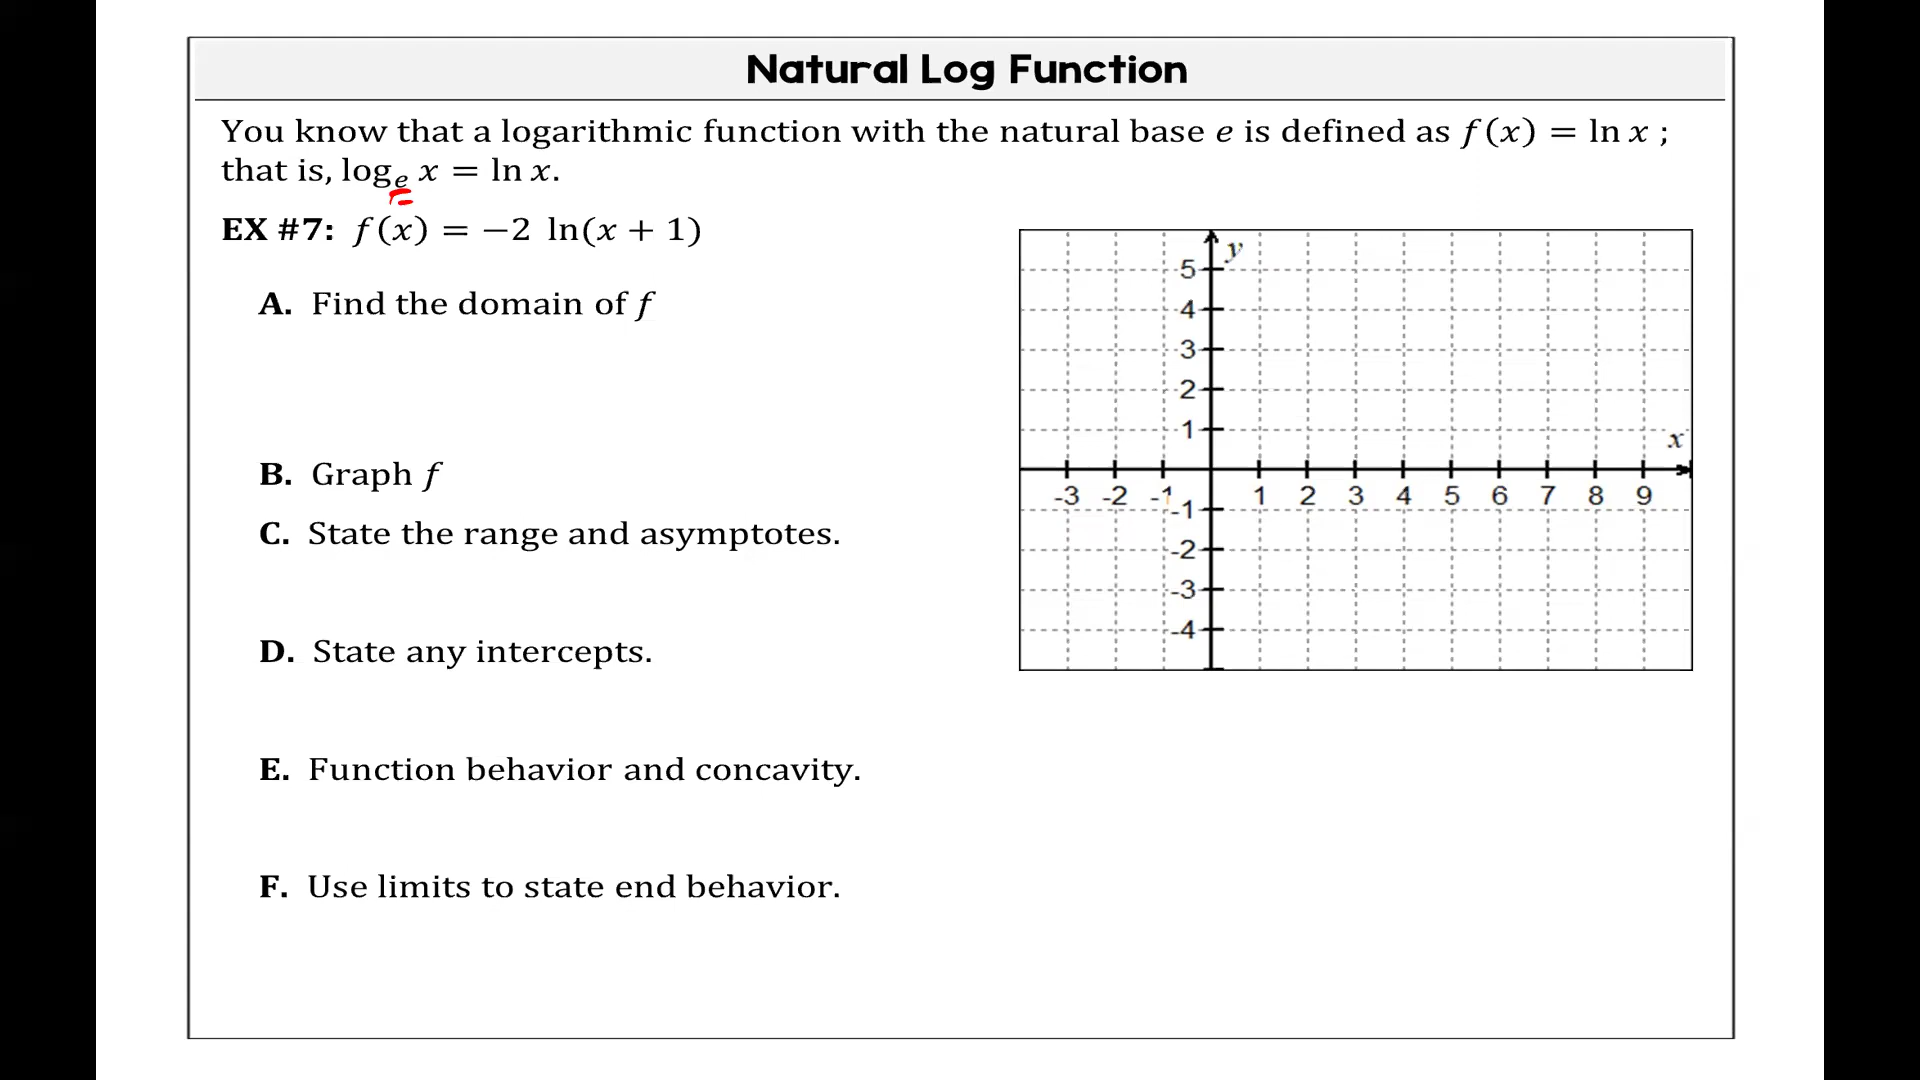 Natural Log Function
You know that a logarithmic function with the natural base e is defined as f(x) = ln x ;
that is, logₑ x = ln x.
EX #7: f(x) = −2 ln(x + 1)
A. Find the domain of f
B. Graph f
C. State the range and asymptotes.
D. State any intercepts.
E. Function behavior and concavity.
F. Use limits to state end behavior.
y
5
4
3
2
1
x
-3 -2 -1 1 2 3 4 5 6 7 8 9
-1
-2
-3
-4